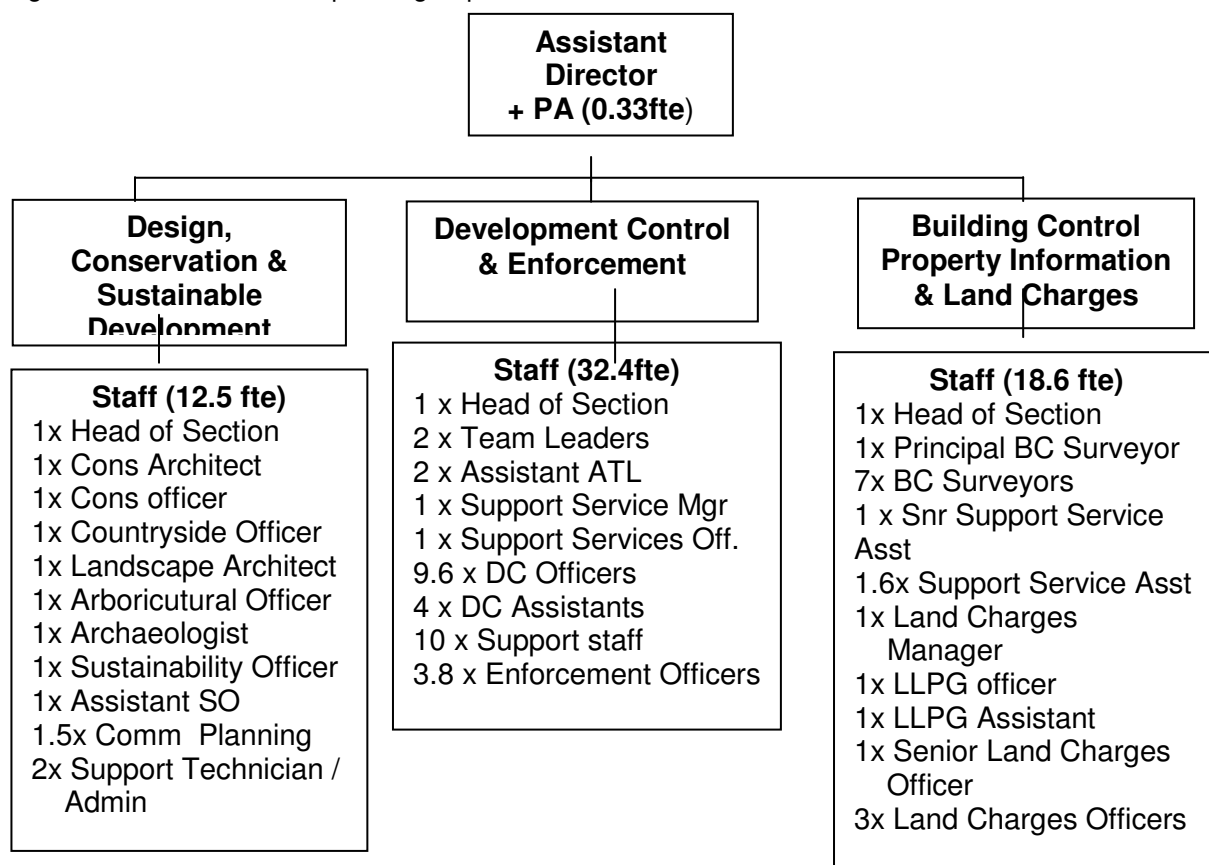 Assistant
Director
+ PA (0.33fte)
Design,
Conservation &
Sustainable
Development
Staff (12.5 fte)
1x Head of Section
1x Cons Architect
1x Cons officer
1x Countryside Officer
1x Landscape Architect
1x Arboricutural Officer
1x Archaeologist
1x Sustainability Officer
1x Assistant SO
1.5x Comm Planning
2x Support Technician /
Admin
Development Control
& Enforcement
Staff (32.4fte)
1 x Head of Section
2 x Team Leaders
2 x Assistant ATL
1 x Support Service Mgr
1 x Support Services Off.
9.6 x DC Officers
4 x DC Assistants
10 x Support staff
3.8 x Enforcement Officers
Building Control
Property Information
& Land Charges
Staff (18.6 fte)
1x Head of Section
1x Principal BC Surveyor
7x BC Surveyors
1 x Snr Support Service
Asst
1.6x Support Service Asst
1x Land Charges
Manager
1x LLPG officer
1x LLPG Assistant
1x Senior Land Charges
Officer
3x Land Charges Officers